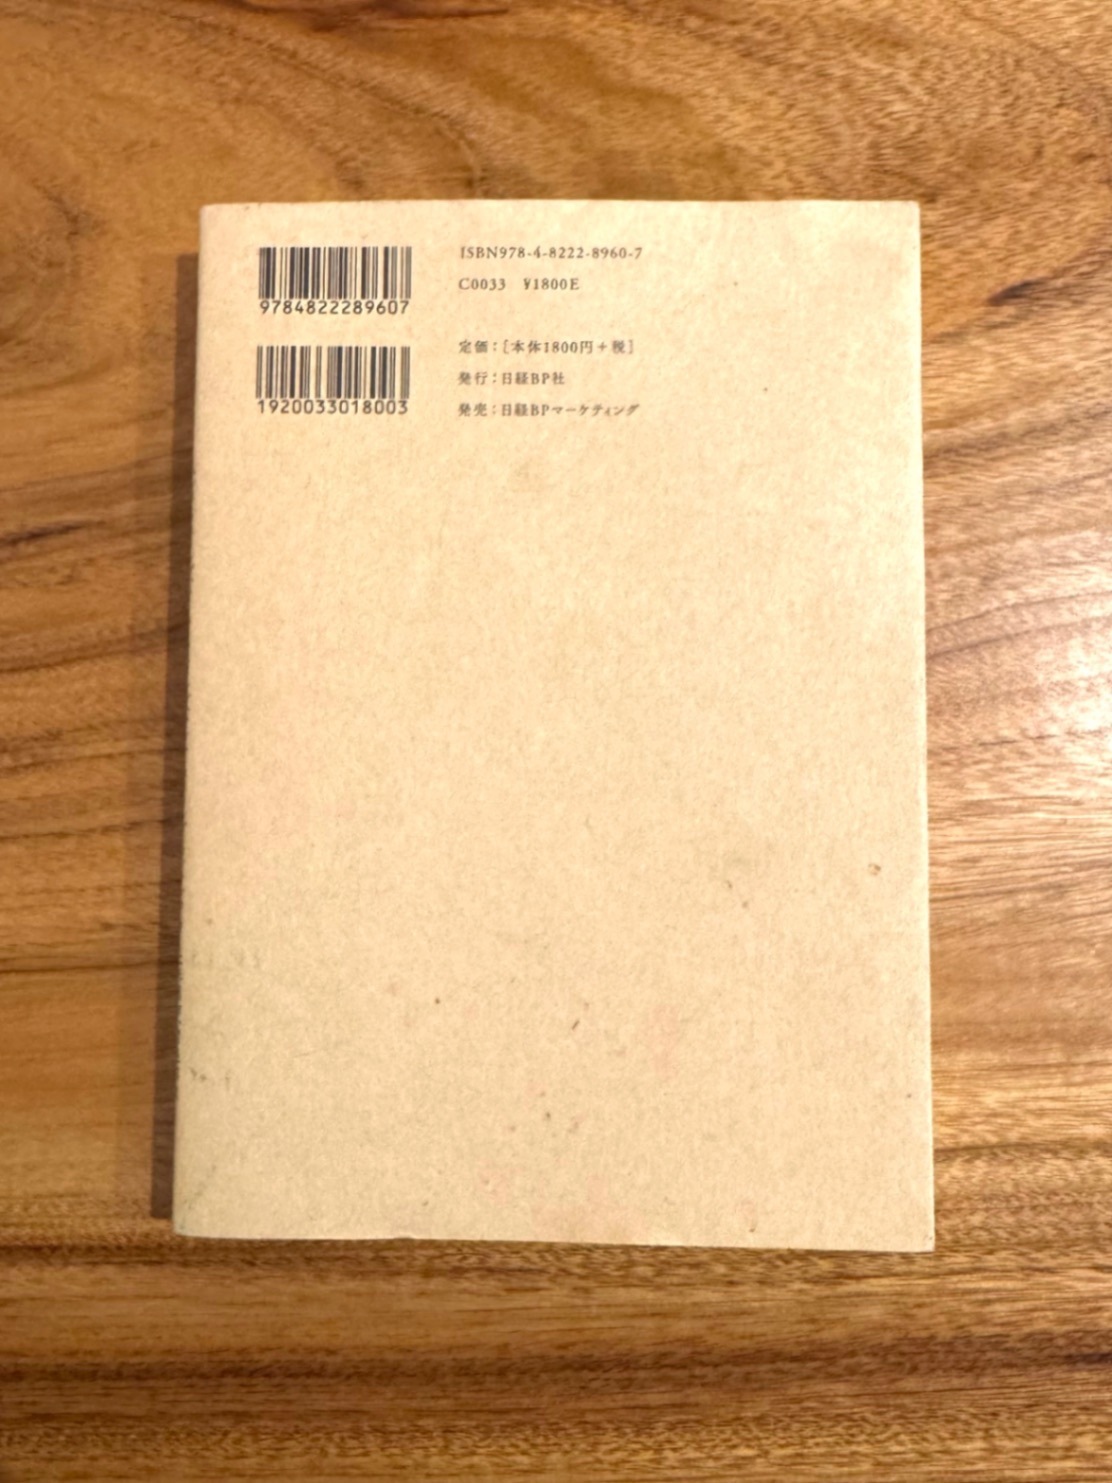 9784822289607
1920033018003
ISBN978-4-8222-8960-7
C0033 ¥1800E
定価：[本体1800円＋税]
発行：日経BP社
発売：日経BPマーケティング